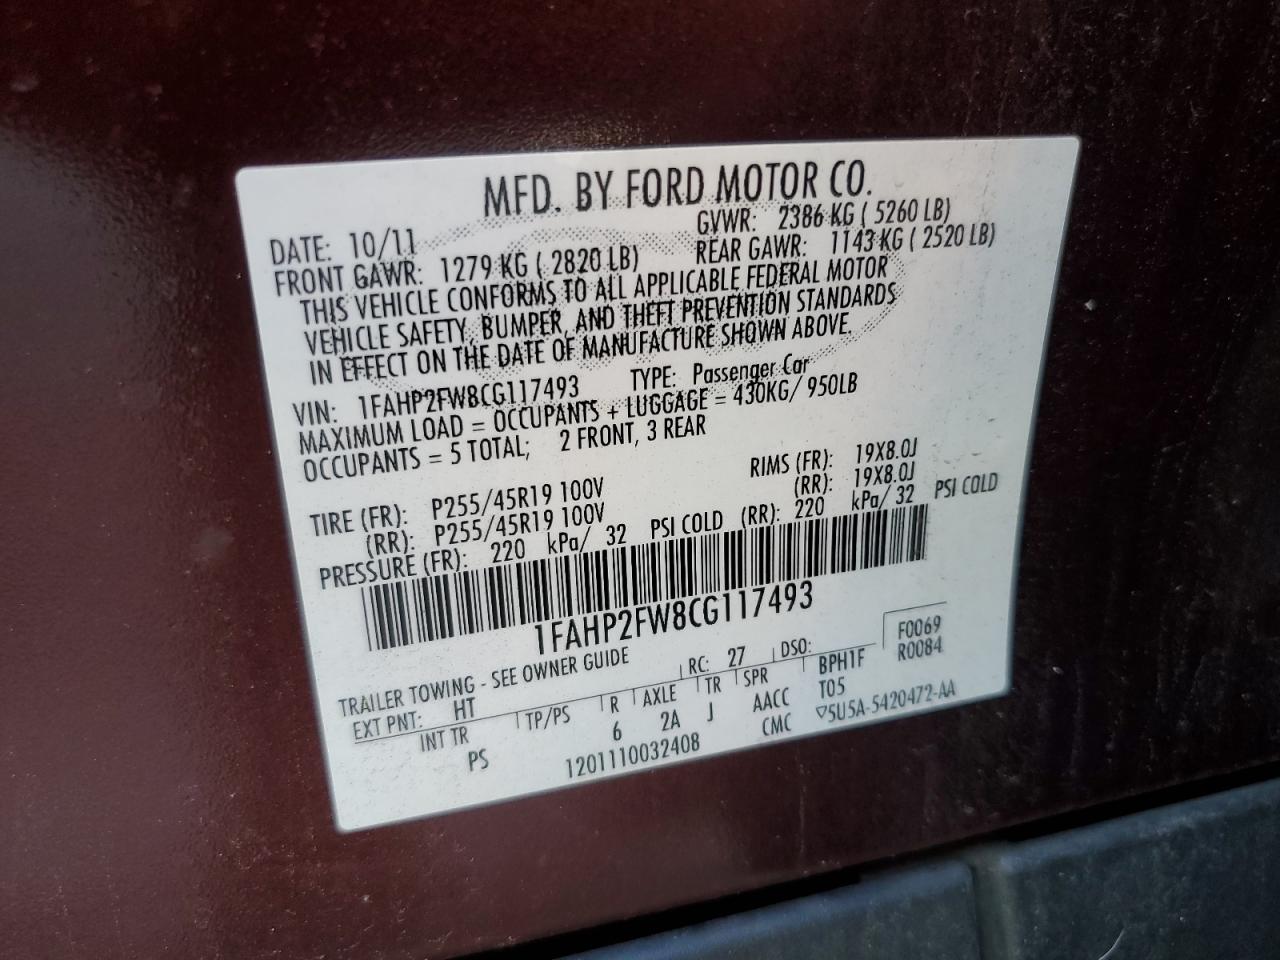 MFD. BY FORD MOTOR CO.
DATE: 10/11 GVWR: 2386 KG ( 5260 LB)
FRONT GAWR: 1279 KG ( 2820 LB) REAR GAWR: 1143 KG ( 2520 LB)
THIS VEHICLE CONFORMS TO ALL APPLICABLE FEDERAL MOTOR
VEHICLE SAFETY, BUMPER, AND THEFT PREVENTION STANDARDS
IN EFFECT ON THE DATE OF MANUFACTURE SHOWN ABOVE.
VIN: 1FAHP2FW8CG117493 TYPE: Passenger Car
MAXIMUM LOAD = OCCUPANTS + LUGGAGE = 430KG/ 950LB
OCCUPANTS = 5 TOTAL; 2 FRONT, 3 REAR
TIRE (FR): P255/45R19 100V RIMS (FR): 19X8.0J
(RR): P255/45R19 100V (RR): 19X8.0J
PRESSURE (FR): 220 kPa/ 32 PSI COLD (RR): 220 kPa/ 32 PSI COLD
1FAHP2FW8CG117493
TRAILER TOWING - SEE OWNER GUIDE
F0069
EXT PNT: HT RC: 27 DSO: R0084
INT TR TP/PS R AXLE TR SPR BPH1F
PS 6 2A J AACC T05
1201110032408 CMC ▽5U5A-5420472-AA